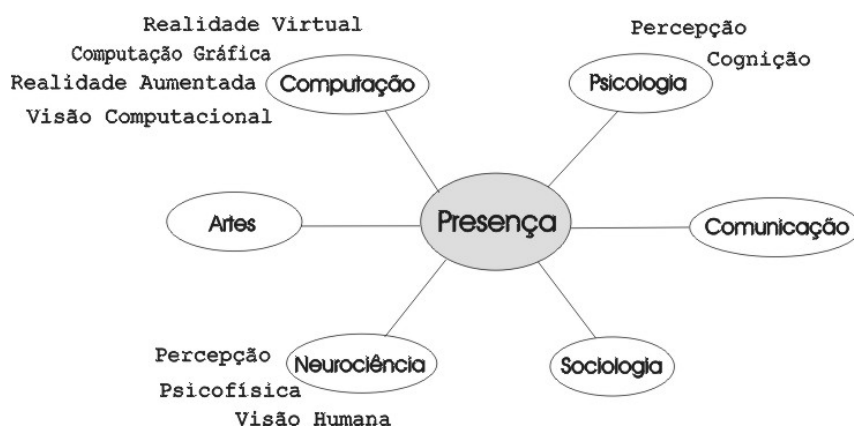 Realidade Virtual
Computação Gráfica
Realidade Aumentada
Visão Computacional
Computação
Percepção
Cognição
Psicologia
Artes
Presença
Comunicação
Percepção
Psicofísica
Visão Humana
Neurociência
Sociologia